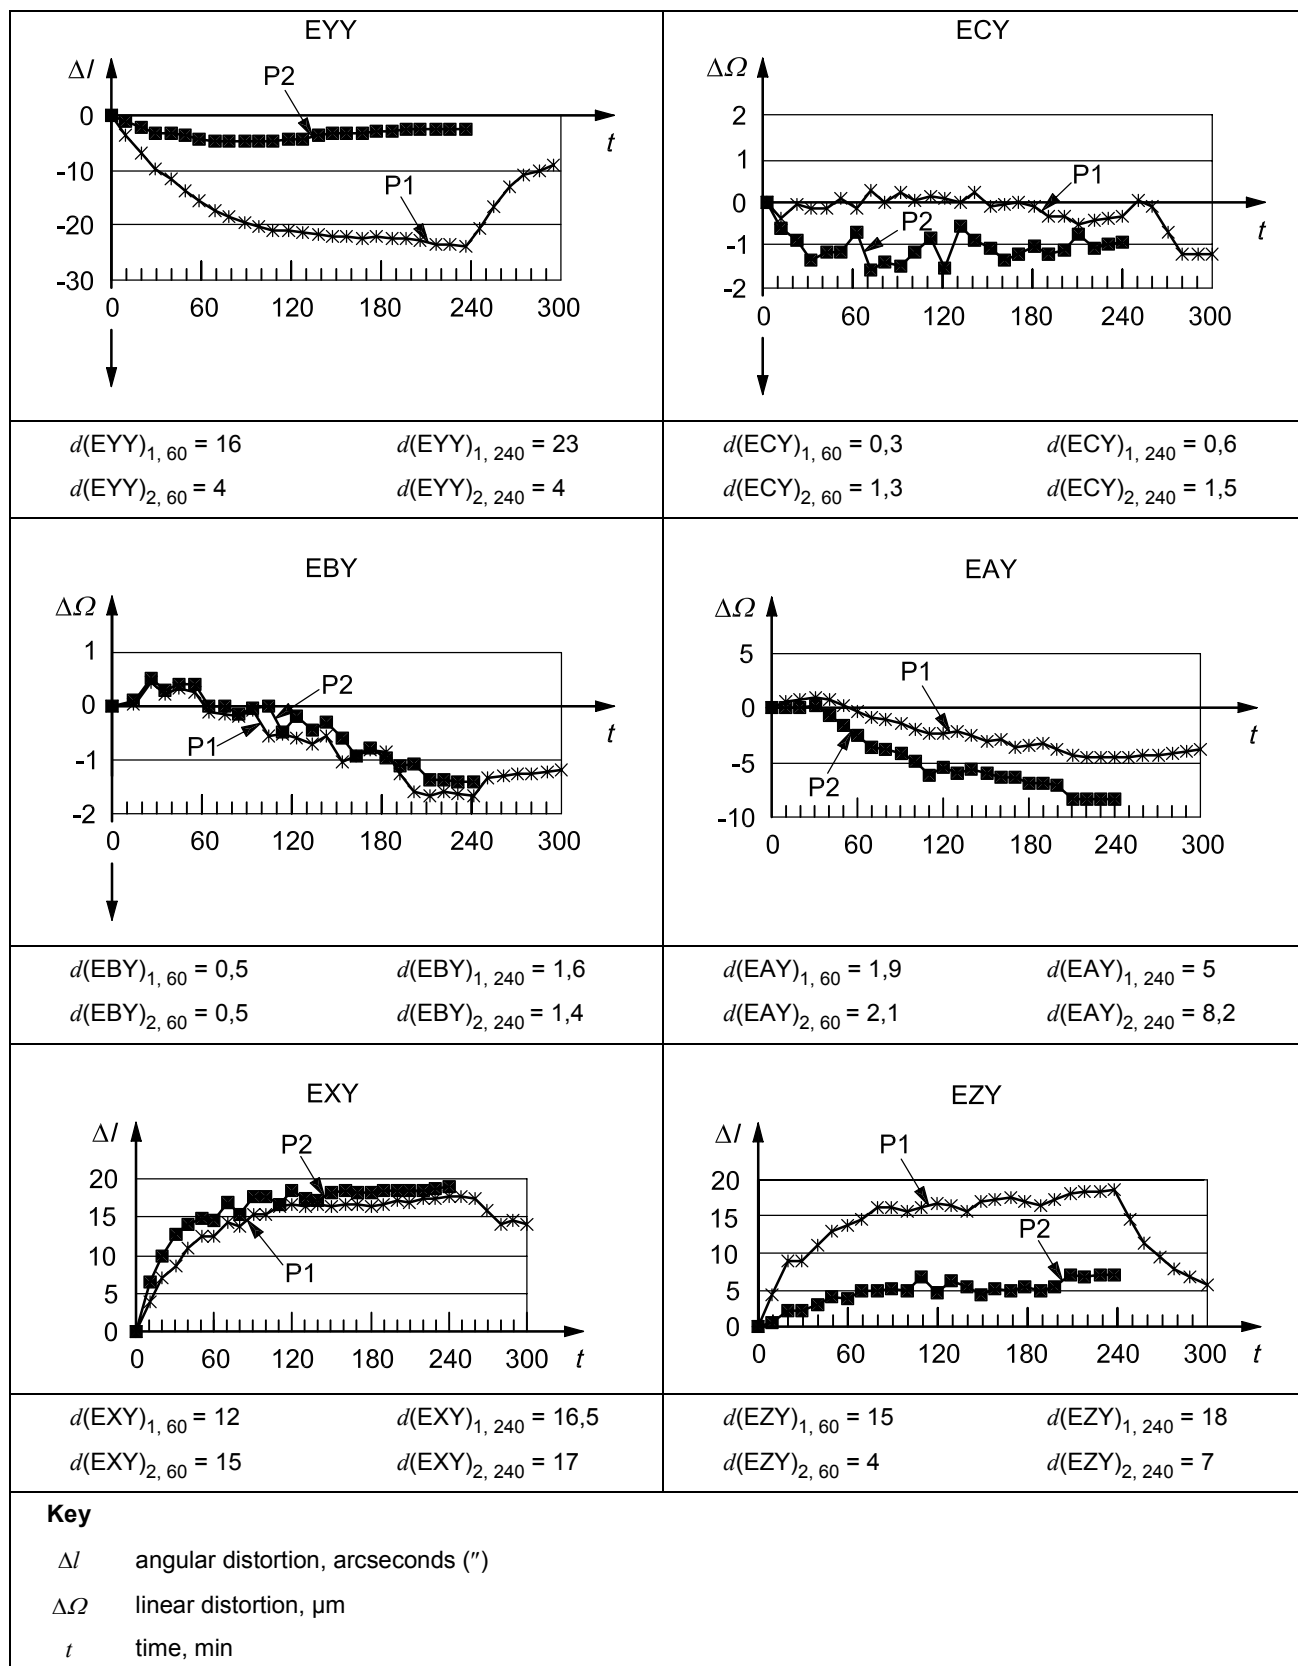 EYY
Δl
P2
0
-10
-20
-30
P1
t
0 60 120 180 240 300
d(EYY)1, 60 = 16 d(EYY)1, 240 = 23
d(EYY)2, 60 = 4 d(EYY)2, 240 = 4
ECY
ΔΩ
2
1
0
-1
-2
P1
P2
t
0 60 120 180 240 300
d(ECY)1, 60 = 0,3 d(ECY)1, 240 = 0,6
d(ECY)2, 60 = 1,3 d(ECY)2, 240 = 1,5
EBY
ΔΩ
1
0
-1
-2
P2
P1
t
0 60 120 180 240 300
d(EBY)1, 60 = 0,5 d(EBY)1, 240 = 1,6
d(EBY)2, 60 = 0,5 d(EBY)2, 240 = 1,4
EAY
ΔΩ
5
0
-5
-10
P1
P2
t
0 60 120 180 240 300
d(EAY)1, 60 = 1,9 d(EAY)1, 240 = 5
d(EAY)2, 60 = 2,1 d(EAY)2, 240 = 8,2
EXY
Δl
P2
20
15
10
5
0
P1
0 60 120 180 240 300 t
d(EXY)1, 60 = 12 d(EXY)1, 240 = 16,5
d(EXY)2, 60 = 15 d(EXY)2, 240 = 17
EZY
Δl
P1
20
15
10
5
0
P2
0 60 120 180 240 300 t
d(EZY)1, 60 = 15 d(EZY)1, 240 = 18
d(EZY)2, 60 = 4 d(EZY)2, 240 = 7
Key
Δl angular distortion, arcseconds (″)
ΔΩ linear distortion, µm
t time, min